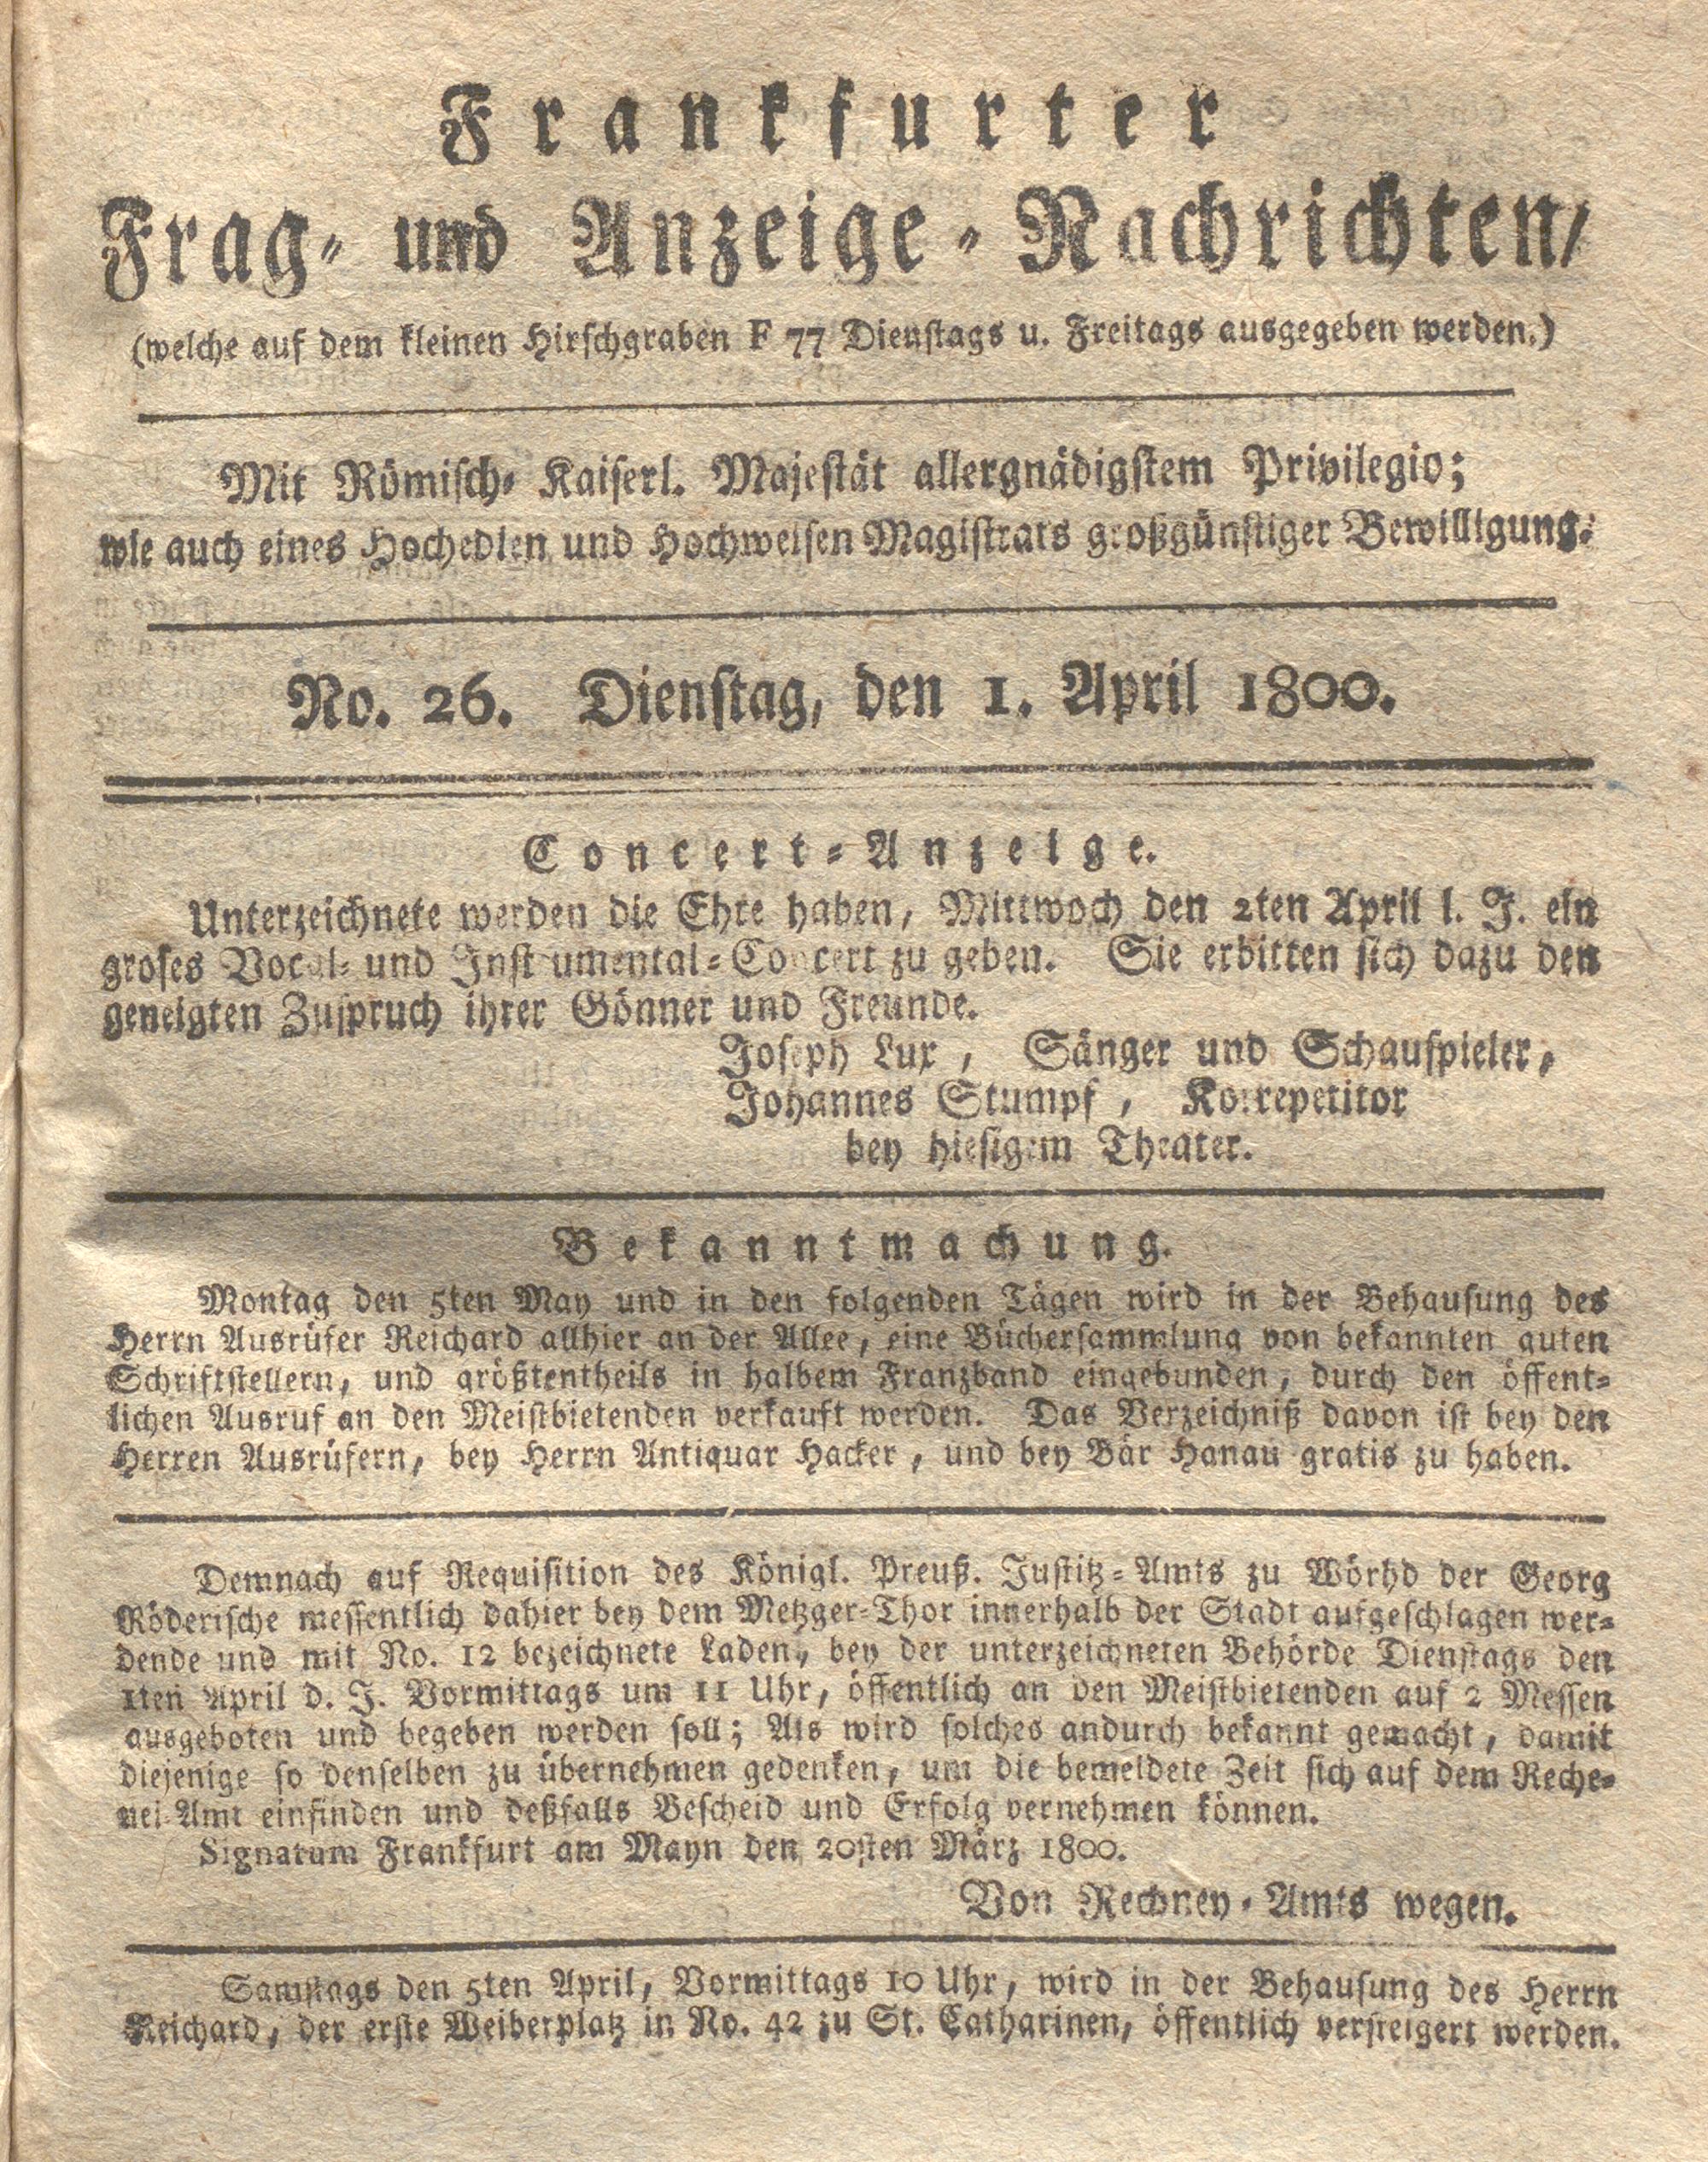 Frankfurter
Frag- und Anzeige-Nachrichten,
(welche auf dem kleinen Hirschgraben F 77 Dienstags u. Freitags ausgegeben werden.)
Mit Römisch- Kaiserl. Majestät allergnädigstem Privilegio;
wie auch eines Hochedlen und Hochweisen Magistrats großgünstiger Bewilligung.
No. 26. Dienstag, den 1. April 1800.
Concert-Anzeige.
Unterzeichnete werden die Ehre haben, Mittwoch den 2ten April l. J. ein
groses Vocal- und Instrumental-Concert zu geben. Sie erbitten sich dazu den
geneigten Zuspruch ihrer Gönner und Freunde.
Joseph Lux, Sänger und Schauspieler,
Johannes Stumpf, Korrepetitor
bey hiesigem Theater.
Bekanntmachung.
Montag den 5ten May und in den folgenden Tägen wird in der Behausung des
Herrn Ausrüfer Reichard allhier an der Allee, eine Büchersammlung von bekannten guten
Schriftstellern, und größtentheils in halbem Franzband eingebunden, durch den öffent-
lichen Ausruf an den Meistbietenden verkauft werden. Das Verzeichniß davon ist bey den
Herren Ausrüfern, bey Herrn Antiquar Hacker, und bey Bär Hanau gratis zu haben.
Demnach auf Requisition des Königl. Preuß. Justitz-Amts zu Wörhd der Georg
Röderische messentlich dahier bey dem Metzger-Thor innerhalb der Stadt aufgeschlagen wer-
dende und mit No. 12 bezeichnete Laden, bey der unterzeichneten Behörde Dienstags den
1ten April d. J. Vormittags um 11 Uhr, öffentlich an den Meistbietenden auf 2 Messen
ausgeboten und begeben werden soll; Als wird solches andurch bekannt gemacht, damit
diejenige so denselben zu übernehmen gedenken, um die bemeldete Zeit sich auf dem Reche-
nei-Amt einfinden und deßfalls Bescheid und Erfolg vernehmen können.
Signatum Frankfurt am Mayn den 20sten März 1800.
Von Rechney-Amts wegen.
Samstags den 5ten April, Vormittags 10 Uhr, wird in der Behausung des Herrn
Reichard, der erste Weiberplatz in No. 42 zu St. Catharinen, öffentlich versteigert werden.